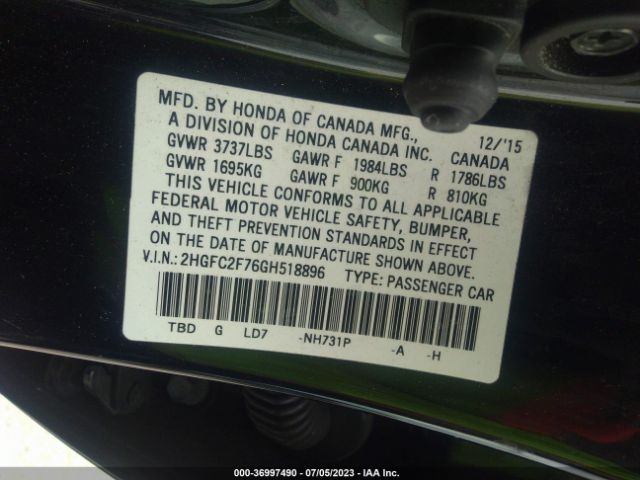 MFD. BY HONDA OF CANADA MFG., 12/'15
A DIVISION OF HONDA CANADA INC. CANADA
GVWR 3737LBS GAWR F 1984LBS R 1786LBS
GVWR 1695KG GAWR F 900KG R 810KG
THIS VEHICLE CONFORMS TO ALL APPLICABLE
FEDERAL MOTOR VEHICLE SAFETY, BUMPER,
AND THEFT PREVENTION STANDARDS IN EFFECT
ON THE DATE OF MANUFACTURE SHOWN ABOVE.
V.I.N.: 2HGFC2F76GH518896 TYPE: PASSENGER CAR
TBD G LD7 -NH731P -A -H
000-36997490 - 07/05/2023 - IAA Inc.